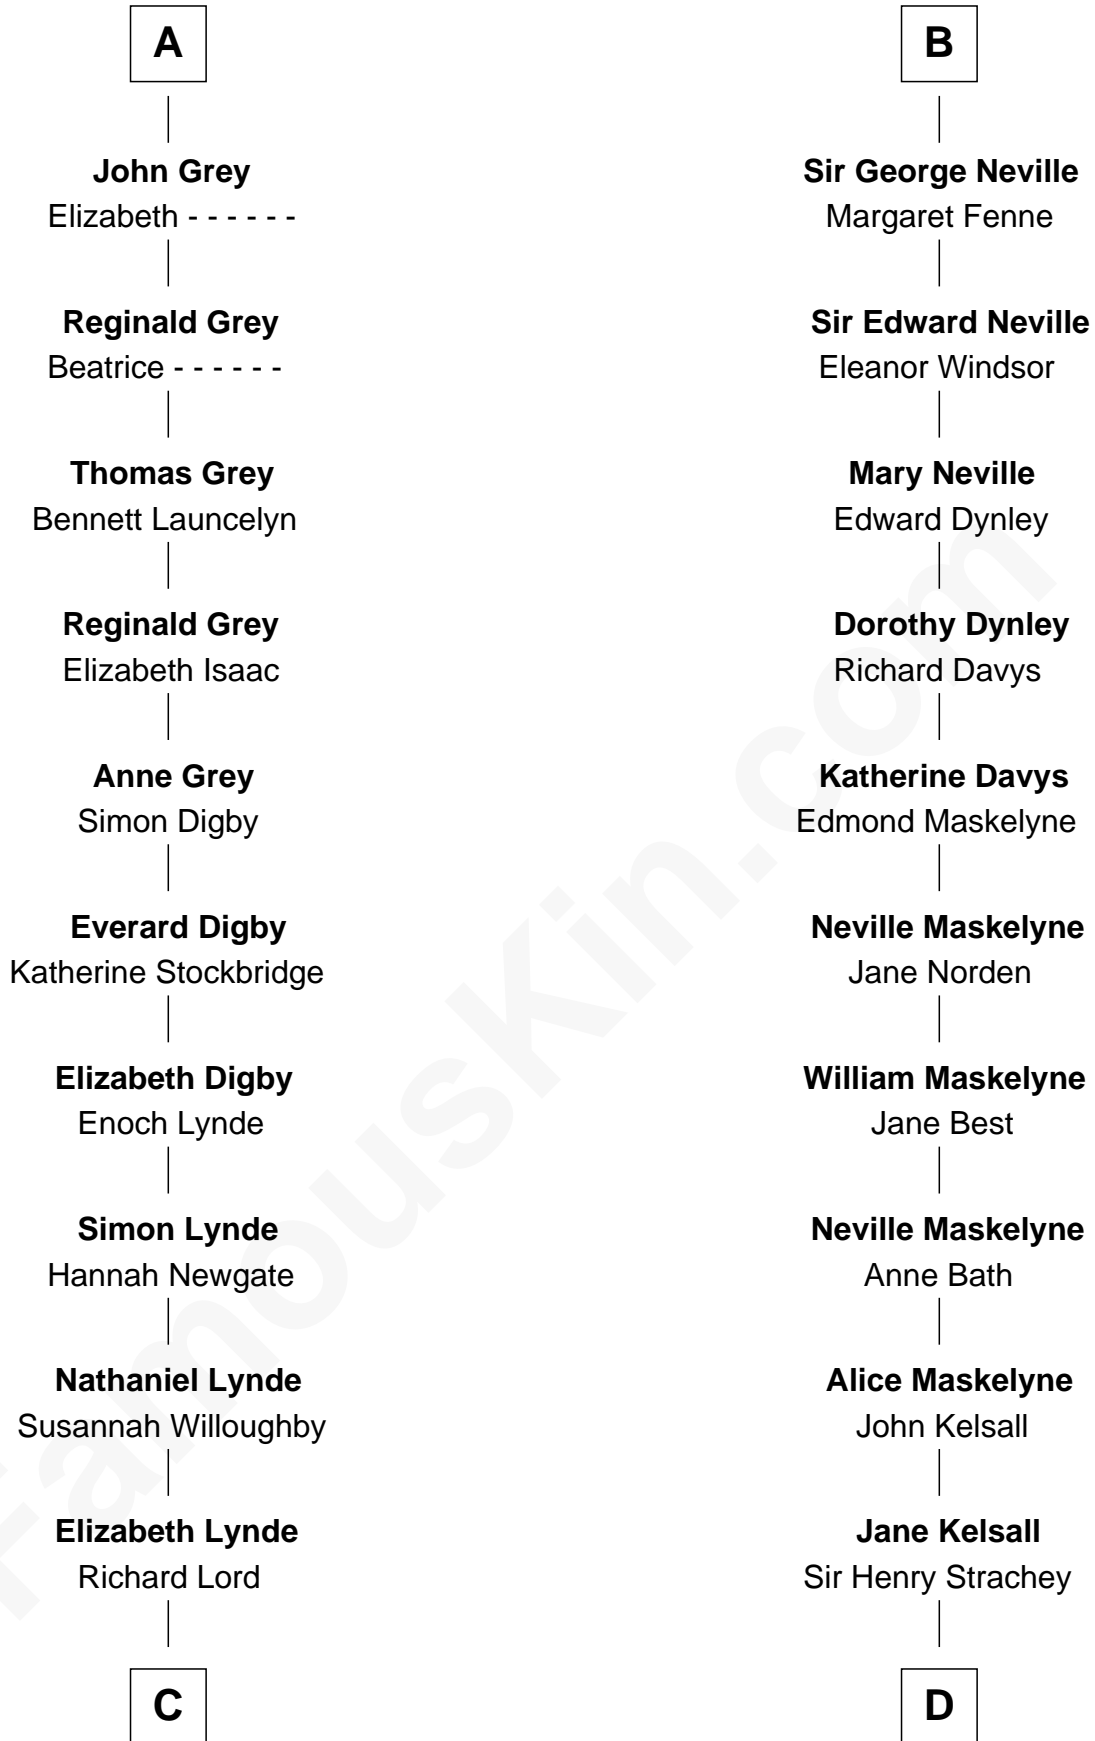 A
John Grey
Elizabeth - - - - - -
Reginald Grey
Beatrice - - - - - -
Thomas Grey
Bennett Launcelyn
Reginald Grey
Elizabeth Isaac
Anne Grey
Simon Digby
Everard Digby
Katherine Stockbridge
Elizabeth Digby
Enoch Lynde
Simon Lynde
Hannah Newgate
Nathaniel Lynde
Susannah Willoughby
Elizabeth Lynde
Richard Lord
C
B
Sir George Neville
Margaret Fenne
Sir Edward Neville
Eleanor Windsor
Mary Neville
Edward Dynley
Dorothy Dynley
Richard Davys
Katherine Davys
Edmond Maskelyne
Neville Maskelyne
Jane Norden
William Maskelyne
Jane Best
Neville Maskelyne
Anne Bath
Alice Maskelyne
John Kelsall
Jane Kelsall
Sir Henry Strachey
D
FamousKin.com